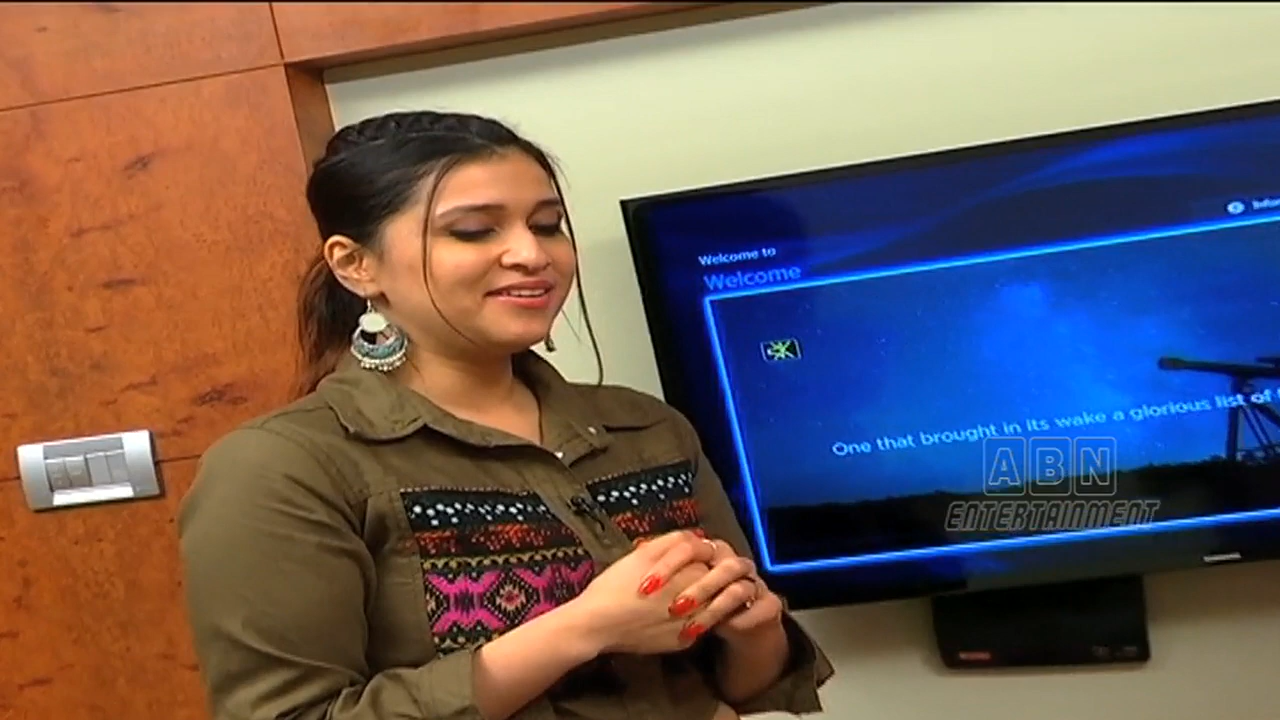 Welcome to
Welcome
One that brought in its wake a glorious list of
ABN
ENTERTAINMENT